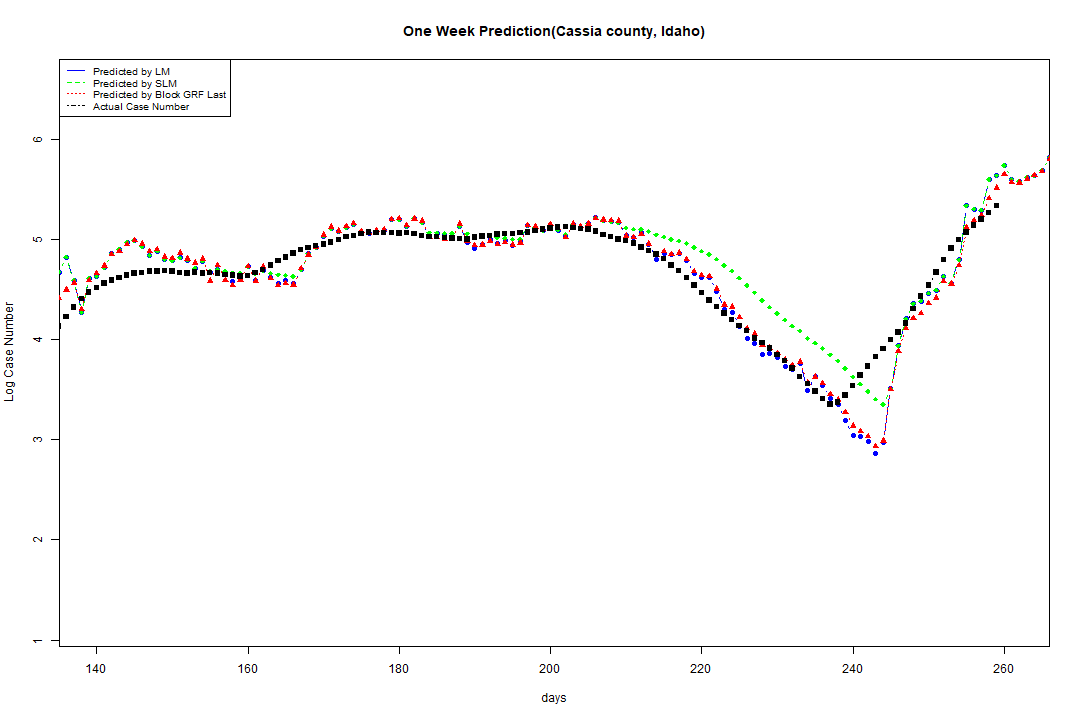 One Week Prediction(Cassia county, Idaho)
Predicted by LM
Predicted by SLM
Predicted by Block GRF Last
Actual Case Number
6
5
4
3
2
1
Log Case Number
140 160 180 200 220 240 260
days